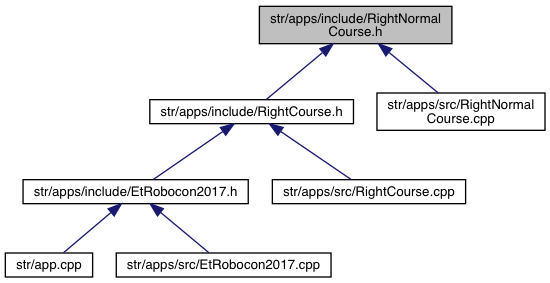 str/apps/include/RightNormal
Course.h
str/apps/include/RightCourse.h
str/apps/src/RightNormal
Course.cpp
str/apps/include/EtRobocon2017.h
str/apps/src/RightCourse.cpp
str/app.cpp
str/apps/src/EtRobocon2017.cpp